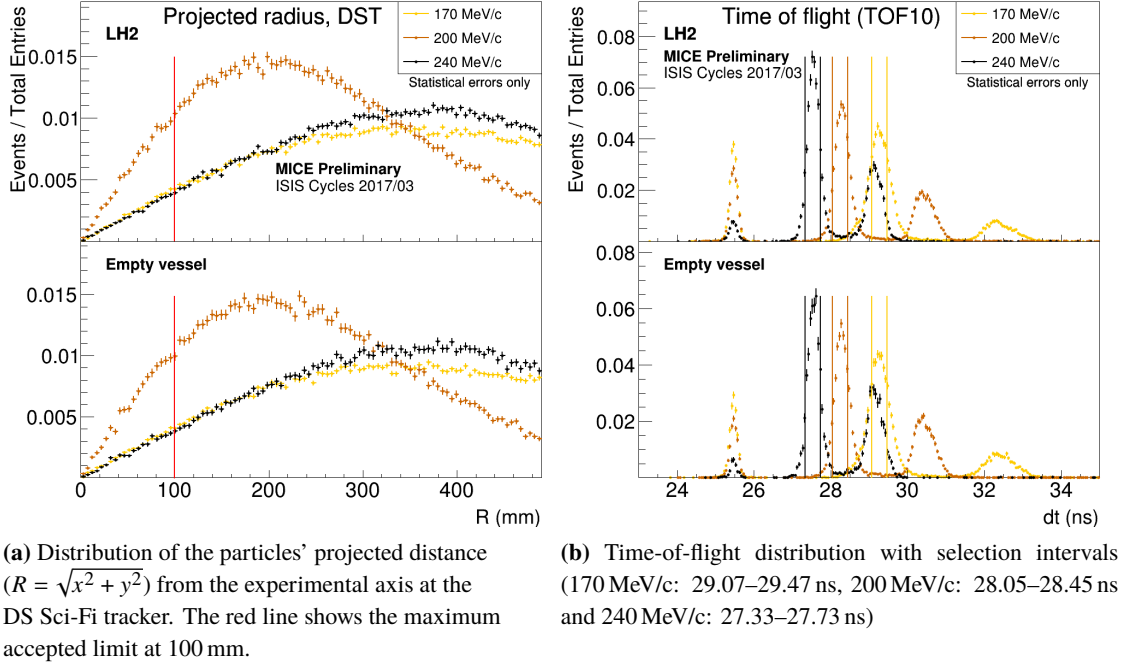 Projected radius, DST
LH2
170 MeV/c
200 MeV/c
240 MeV/c
Statistical errors only
Events / Total Entries
0.015
0.01
0.005
MICE Preliminary
ISIS Cycles 2017/03
Empty vessel
0.015
0.01
0.005
0 100 200 300 400
R (mm)
Time of flight (TOF10)
LH2
MICE Preliminary
ISIS Cycles 2017/03
170 MeV/c
200 MeV/c
240 MeV/c
Statistical errors only
Events / Total Entries
0.08
0.06
0.04
0.02
Empty vessel
0.08
0.06
0.04
0.02
24 26 28 30 32 34
dt (ns)
(a) Distribution of the particles’ projected distance
(R = √x² + y²) from the experimental axis at the
DS Sci-Fi tracker. The red line shows the maximum
accepted limit at 100 mm.
(b) Time-of-flight distribution with selection intervals
(170 MeV/c: 29.07–29.47 ns, 200 MeV/c: 28.05–28.45 ns
and 240 MeV/c: 27.33–27.73 ns)